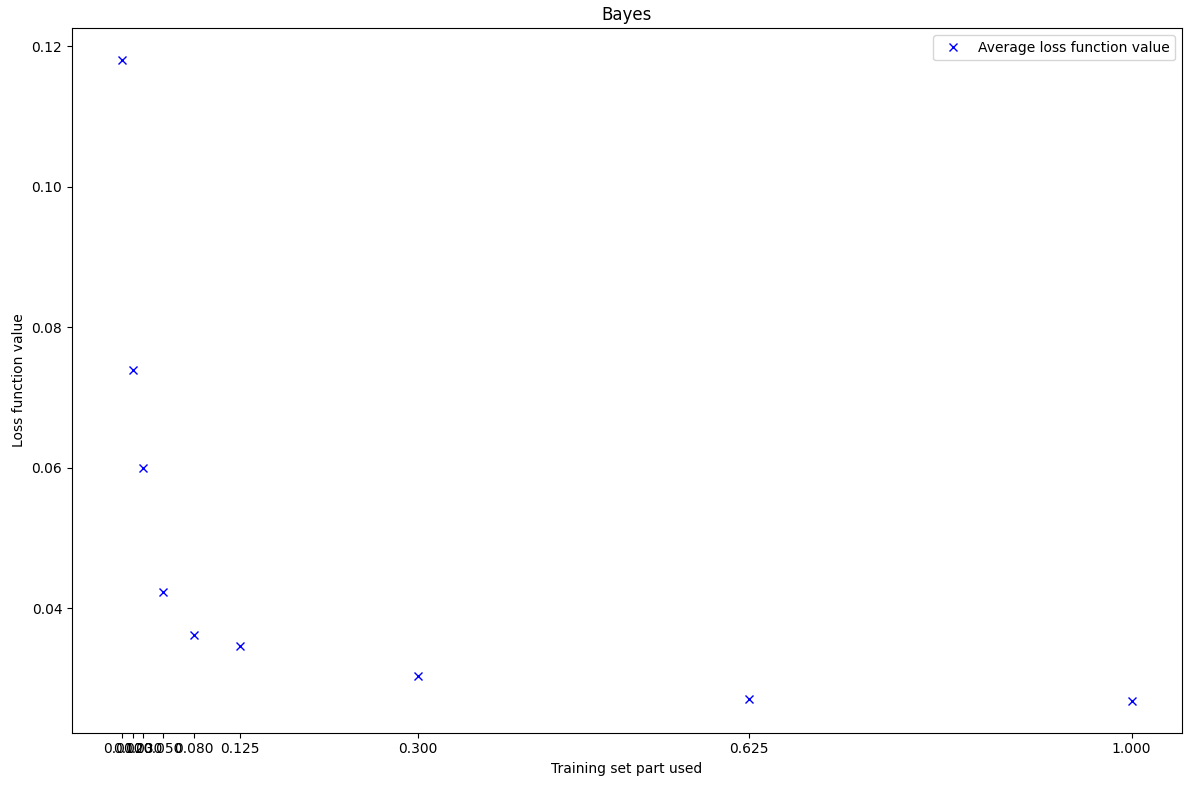 Bayes
Average loss function value
0.12
0.10
0.08
0.06
0.04
Loss function value
0.080
0.125
0.300
0.625
1.000
Training set part used